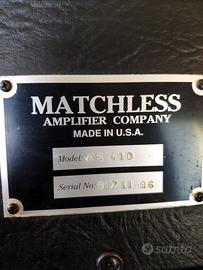 MATCHLESS
AMPLIFIER COMPANY
MADE IN U.S.A.
Model:
Serial No:
subito